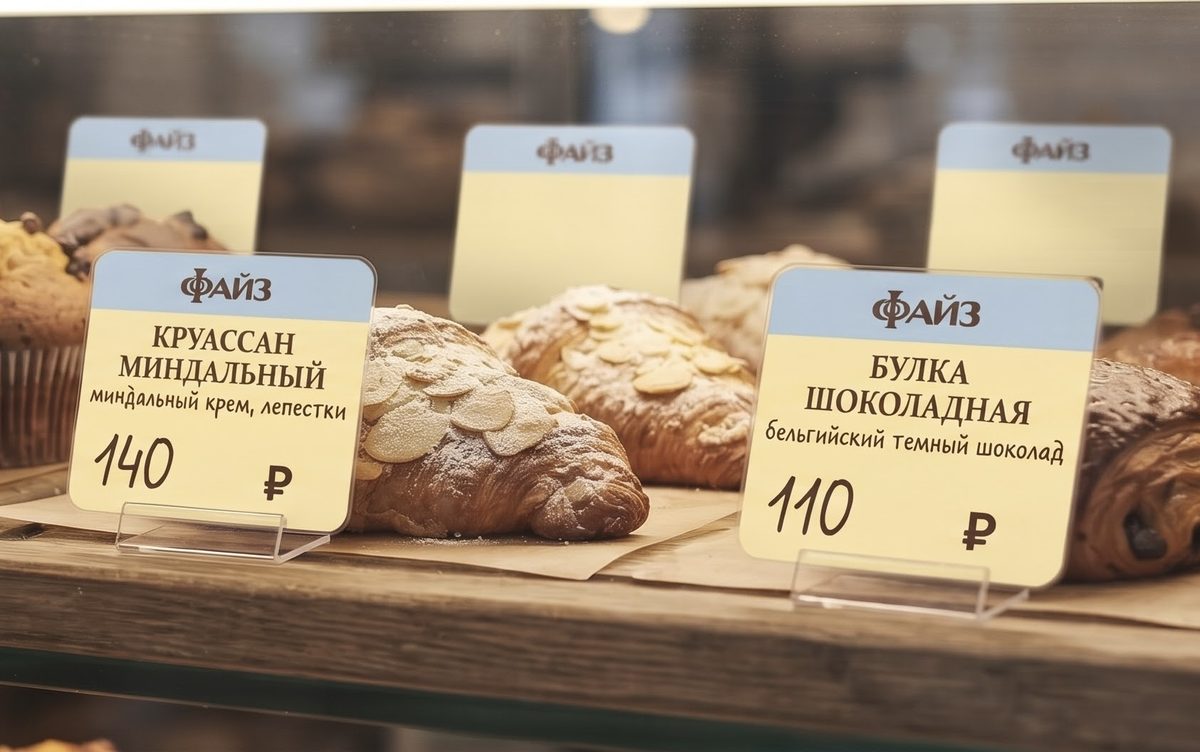 ФАЙЗ
ФАЙЗ
ФАЙЗ
ФАЙЗ
КРУАССАН
МИНДАЛЬНЫЙ
миндальный крем, лепестки
140 ₽
ФАЙЗ
БУЛКА
ШОКОЛАДНАЯ
бельгийский темный шоколад
110 ₽